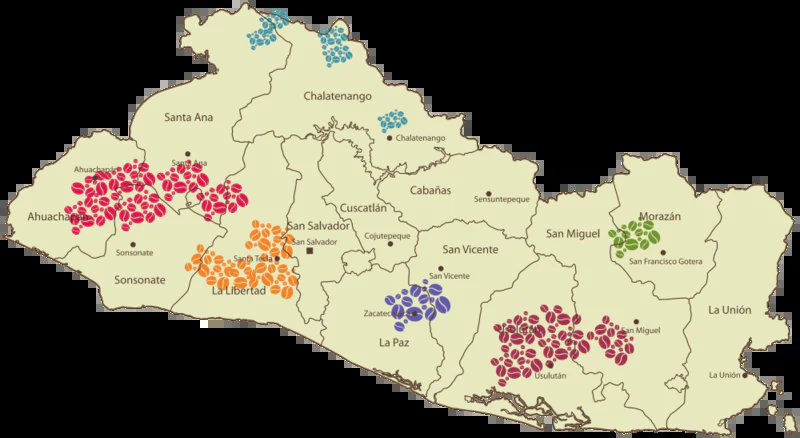 Chalatenango
Santa Ana
Chalatenango
Santa Ana
Ahuachapán
Cabañas
Sensuntepeque
Cuscatlán
Ahuachapán
Morazán
San Salvador
Cojutepeque
San Miguel
San Salvador
Sonsonate
San Vicente
Santa Tecla
San Francisco Gotera
San Vicente
Sonsonate
La Libertad
La Unión
Zacatecoluca
San Miguel
Usulután
La Paz
Usulután
La Unión